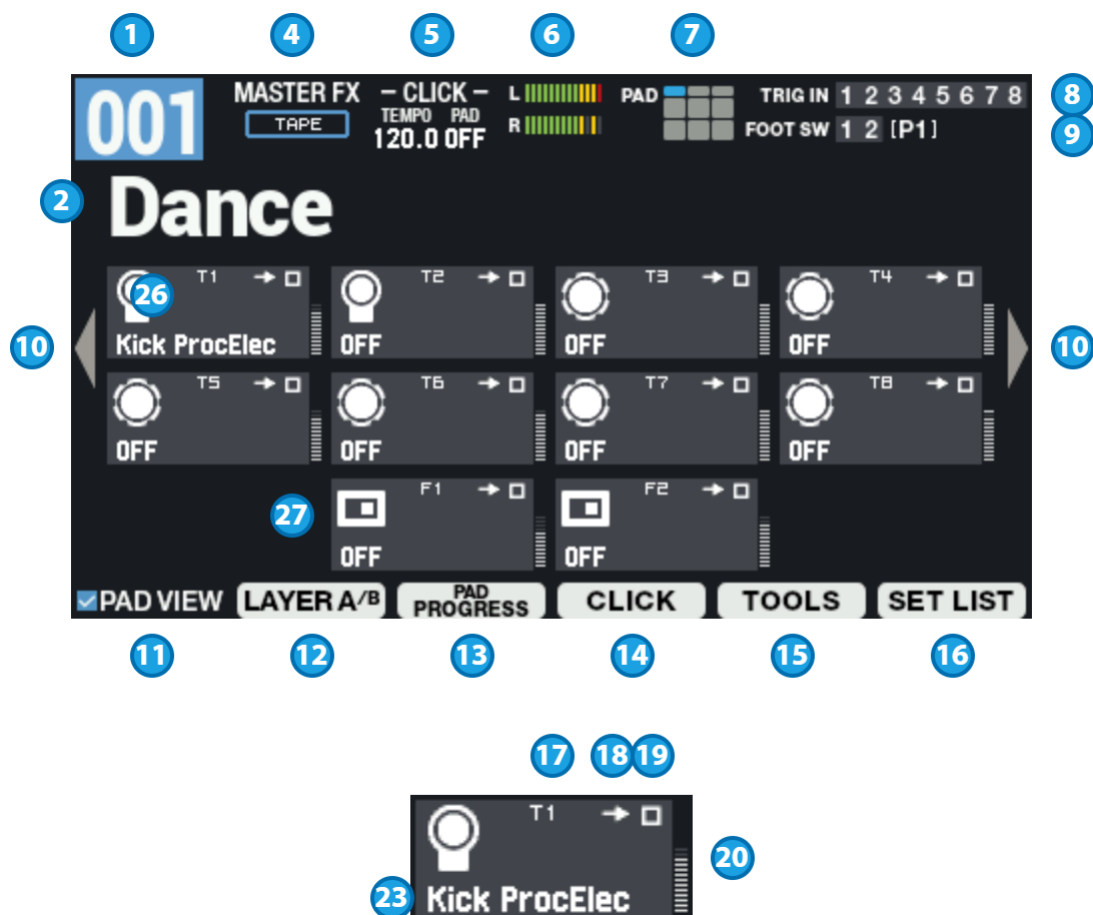 1 4 5 6 7
001 MASTER FX – CLICK – L PAD TRIG IN 1 2 3 4 5 6 7 8 8
TAPE TEMPO PAD R FOOT SW 1 2 [P1] 9
120.0 OFF
2 Dance
T1 T2 T3 T4
26
Kick ProcElec OFF OFF OFF
10 10
T5 T6 T7 T8
OFF OFF OFF OFF
F1 F2
27
OFF OFF
PAD VIEW LAYER A/B PAD PROGRESS CLICK TOOLS SET LIST
11 12 13 14 15 16
17 18 19
T1
20
23 Kick ProcElec